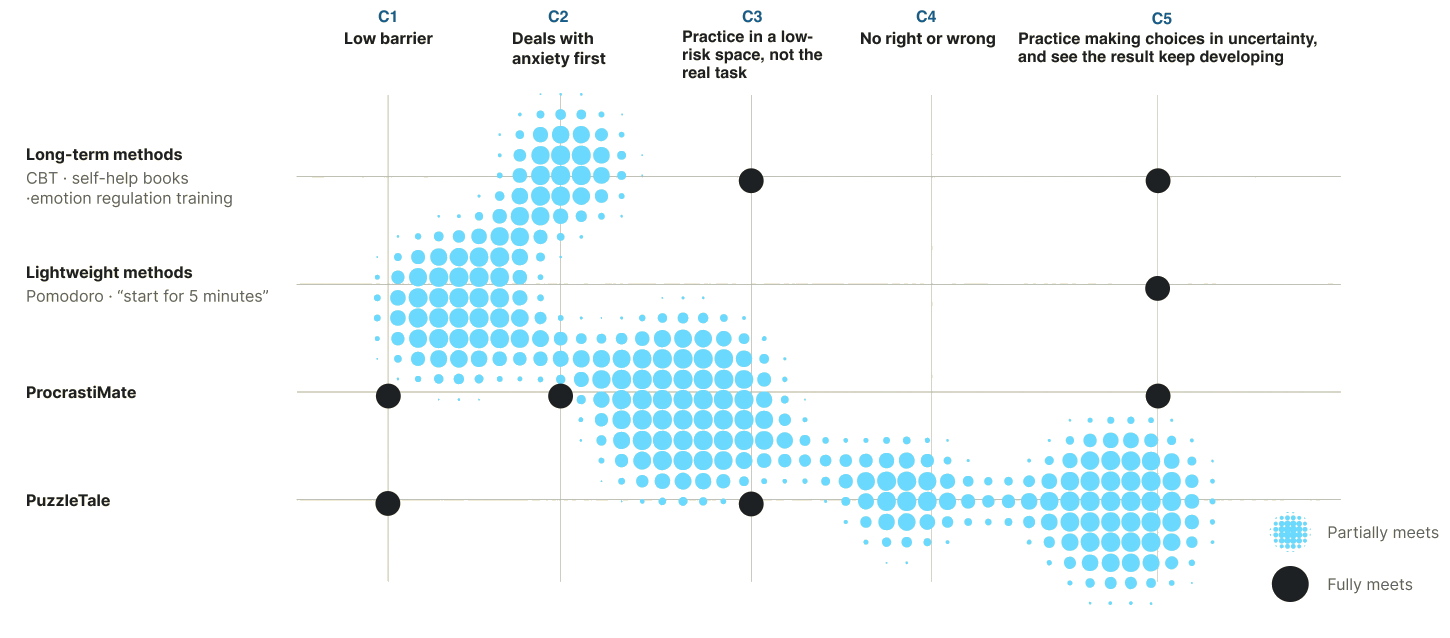 C1
Low barrier
C2
Deals with
anxiety first
C3
Practice in a low-
risk space, not the
real task
C4
No right or wrong
C5
Practice making choices in uncertainty,
and see the result keep developing
Long-term methods
CBT · self-help books
·emotion regulation training
Lightweight methods
Pomodoro · “start for 5 minutes”
ProcrastiMate
PuzzleTale
Partially meets
Fully meets